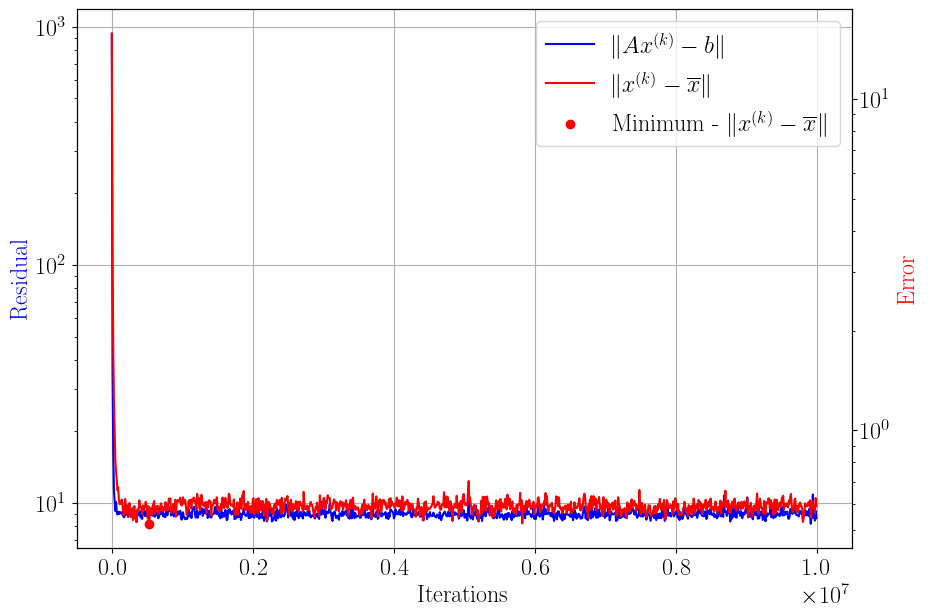 ‖Ax⁽ᵏ⁾ − b‖
‖x⁽ᵏ⁾ − x̅‖
Minimum - ‖x⁽ᵏ⁾ − x̅‖
Residual
10³
10²
10¹
Error
10¹
10⁰
0.0 0.2 0.4 0.6 0.8 1.0
×10⁷
Iterations